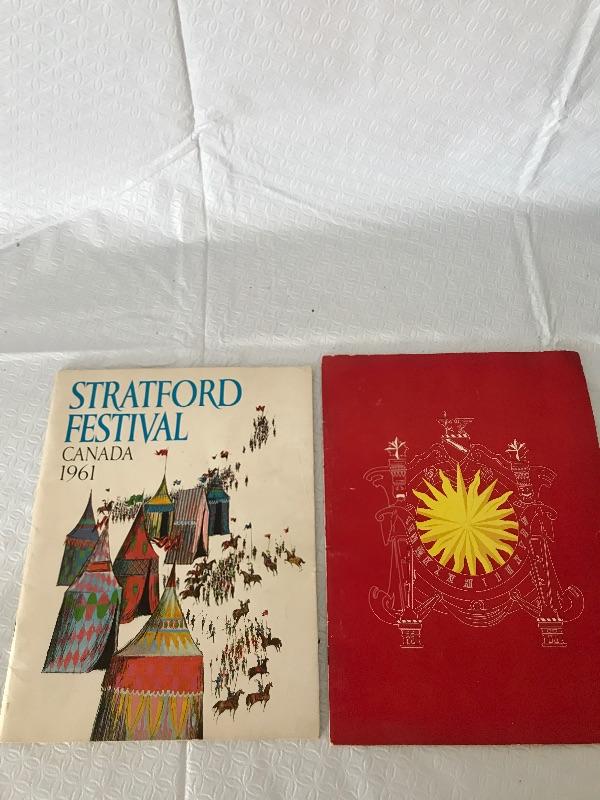 STRATFORD
FESTIVAL
CANADA
1961